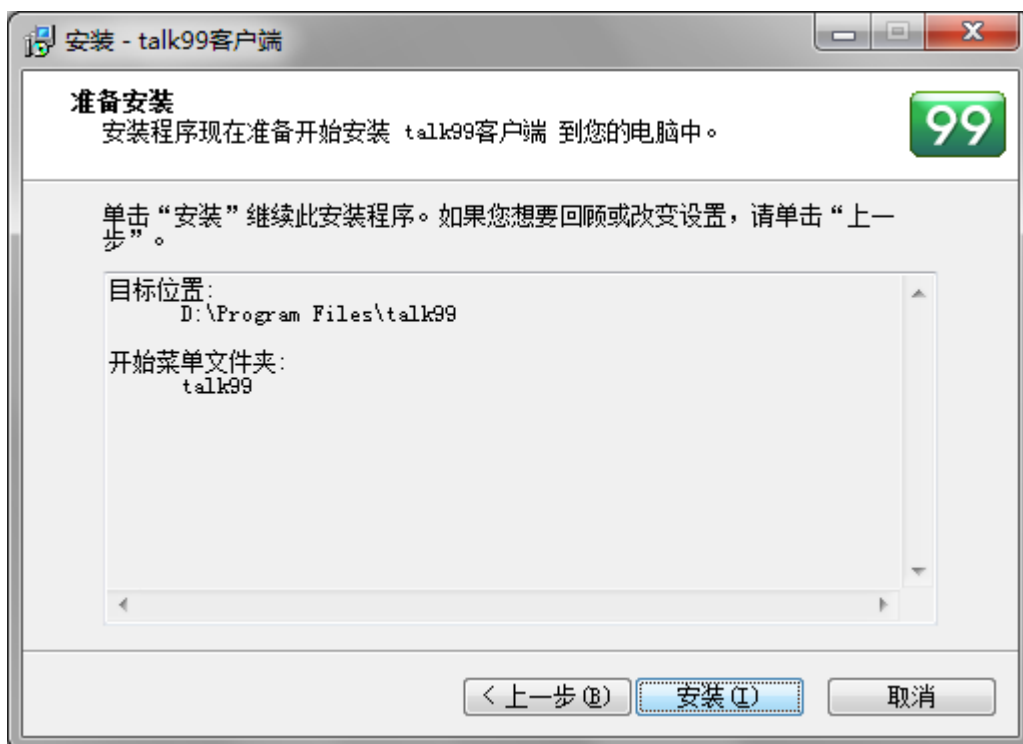 安装 - talk99客户端
准备安装
安装程序现在准备开始安装 talk99客户端 到您的电脑中。
99
单击“安装”继续此安装程序。如果您想要回顾或改变设置，请单击“上一
步”。
目标位置:
D:\Program Files\talk99
开始菜单文件夹:
talk99
< 上一步(B)
安装(I)
取消